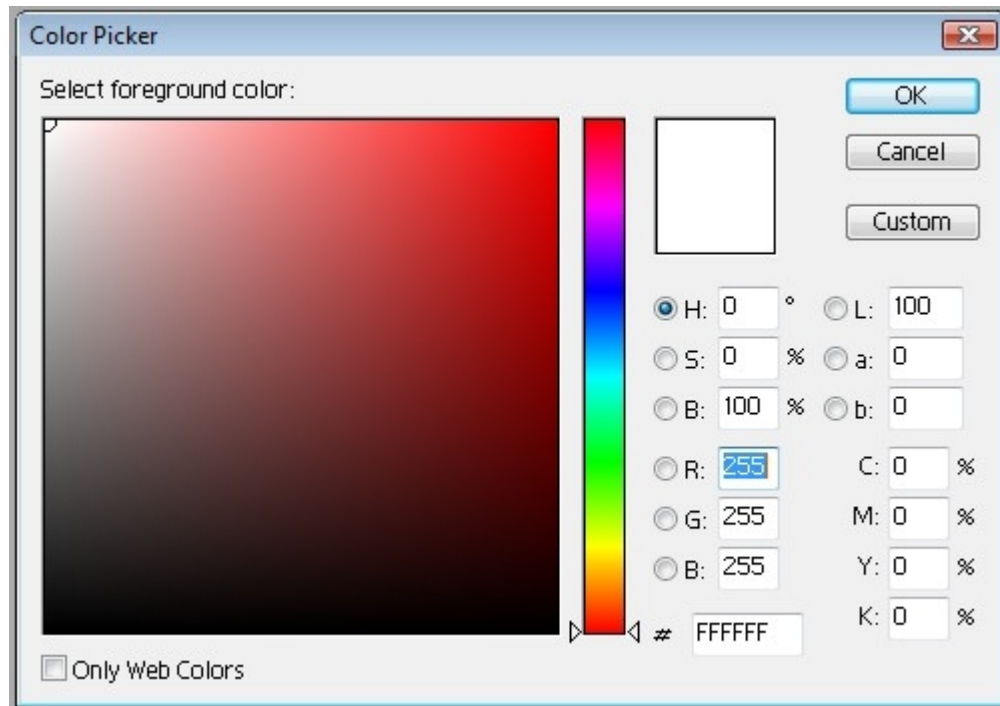 Color Picker
Select foreground color:
OK
Cancel
Custom
H: 0 °
L: 100
S: 0 %
a: 0
B: 100 %
b: 0
R: 255
C: 0 %
G: 255
M: 0 %
B: 255
Y: 0 %
# FFFFFF
K: 0 %
Only Web Colors